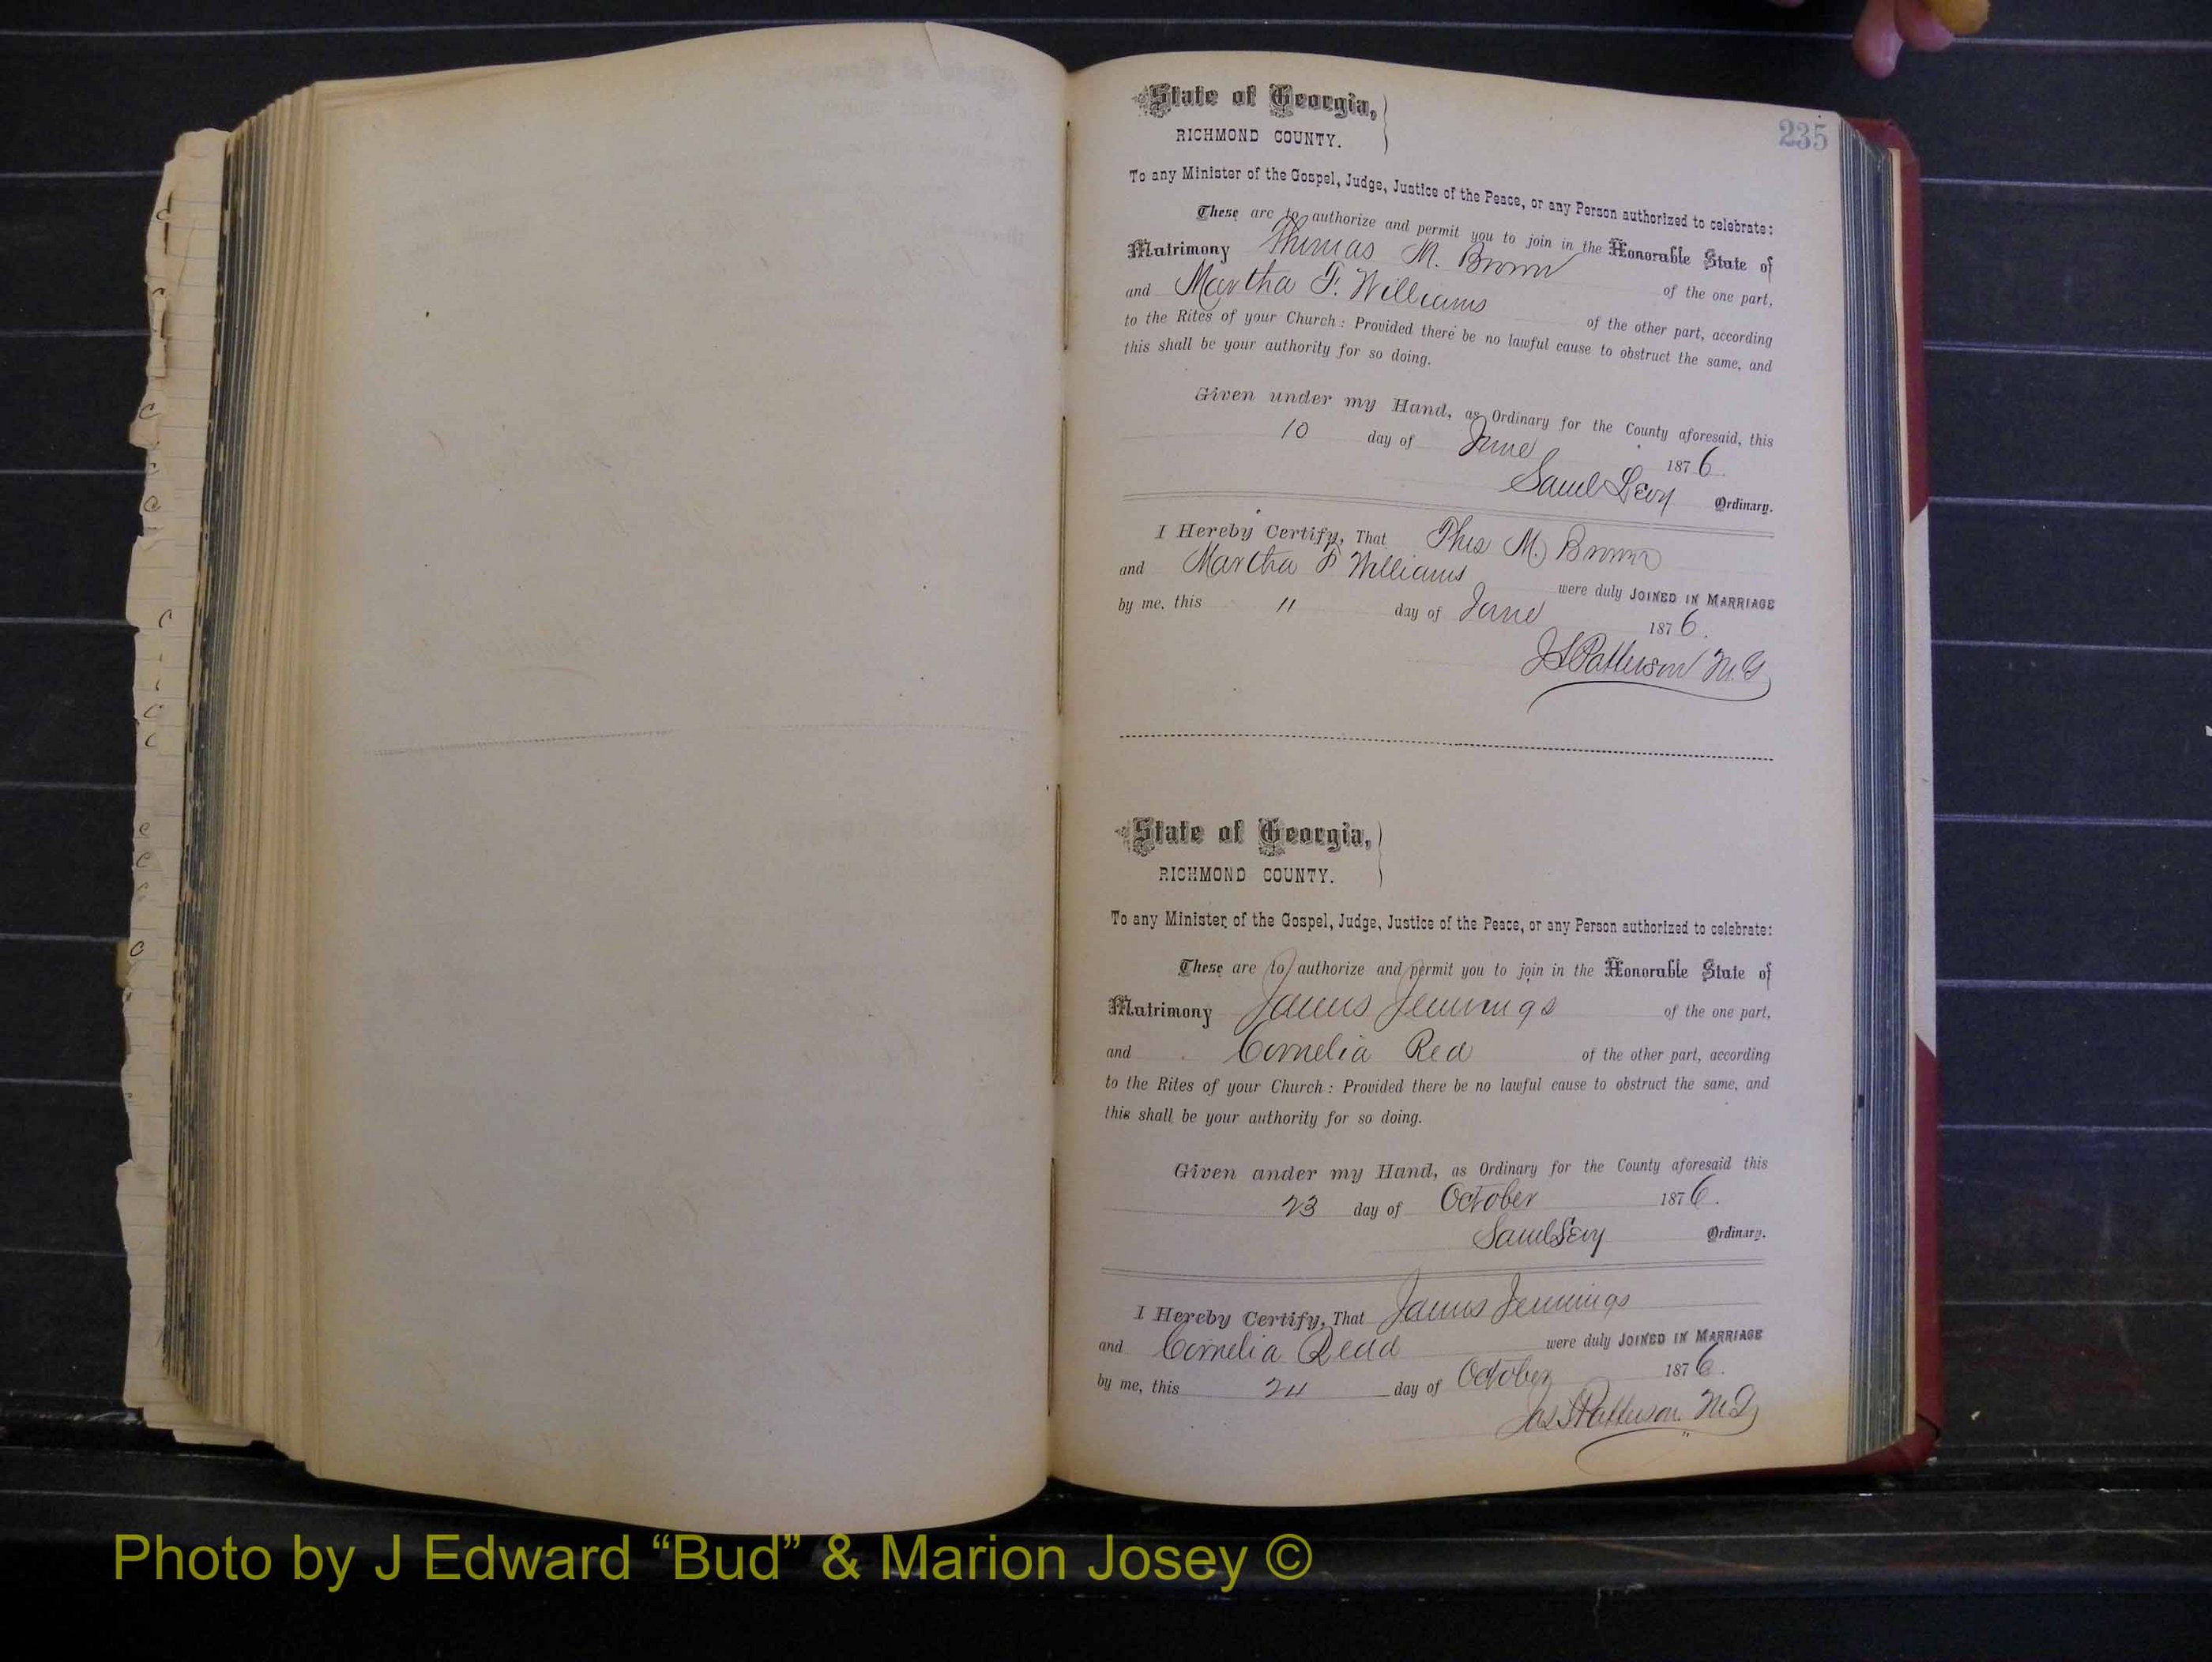 235
State of Georgia,
RICHMOND COUNTY.
To any Minister of the Gospel, Judge, Justice of the Peace, or any Person authorized to celebrate:
These are to authorize and permit you to join in the Honorable State of
Matrimony Thomas M. Brown of the one part,
and Martha F. Williams of the other part, according
to the Rites of your Church: Provided there be no lawful cause to obstruct the same, and
this shall be your authority for so doing.
Given under my Hand, as Ordinary for the County aforesaid, this
10 day of June 1876.
Saml Levy Ordinary.
I Hereby Certify, That Thos M. Brown
and Martha F Williams were duly JOINED IN MARRIAGE
by me, this 11 day of June 1876.
JSPatterson M.G
State of Georgia,
RICHMOND COUNTY.
To any Minister of the Gospel, Judge, Justice of the Peace, or any Person authorized to celebrate:
These are to authorize and permit you to join in the Honorable State of
Matrimony James Jennings of the one part,
and Cornelia Red of the other part, according
to the Rites of your Church: Provided there be no lawful cause to obstruct the same, and
this shall be your authority for so doing.
Given under my Hand, as Ordinary for the County aforesaid this
23 day of October 1876.
Saml Levy Ordinary.
I Hereby Certify, That James Jennings
and Cornelia Redd were duly JOINED IN MARRIAGE
by me, this 24 day of October 1876.
Jas S Patterson. M.G
Photo by J Edward “Bud” & Marion Josey ©